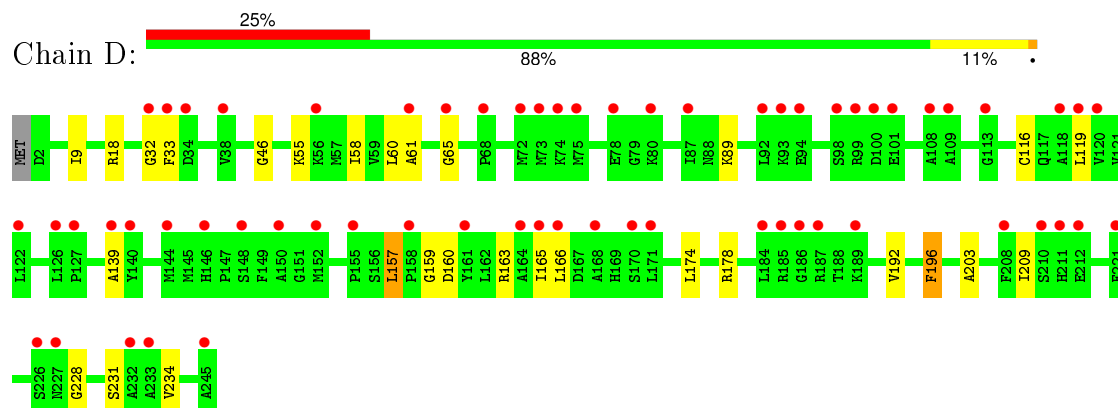 25%
Chain D:
88%
11%
•
MET D2 I9 R18 G32 F33 D34 V38 G46 K55 K56 M57 I58 V59 L60 A61 G65 P68 M72 M73 K74 M75 E78 G79 K80 I87 N88 K89 L92 K93 E94 S98 R99 D100 E101 A108 A109 G113 C116 Q117 A118 L119 V120
L122 L126 P127 A139 Y140 M144 M145 H146 P147 S148 F149 A150 G151 M152 P155 S156 L157 P158 G159 D160 Y161 L162 R163 A164 I165 L166 D167 A168 H169 S170 L171 L174 R178 L184 R185 G186 R187 T188 K189 V192 F196 A203 F208 I209 S210 H211 E212
S226 N227 G228 S231 A232 A233 V234 A245